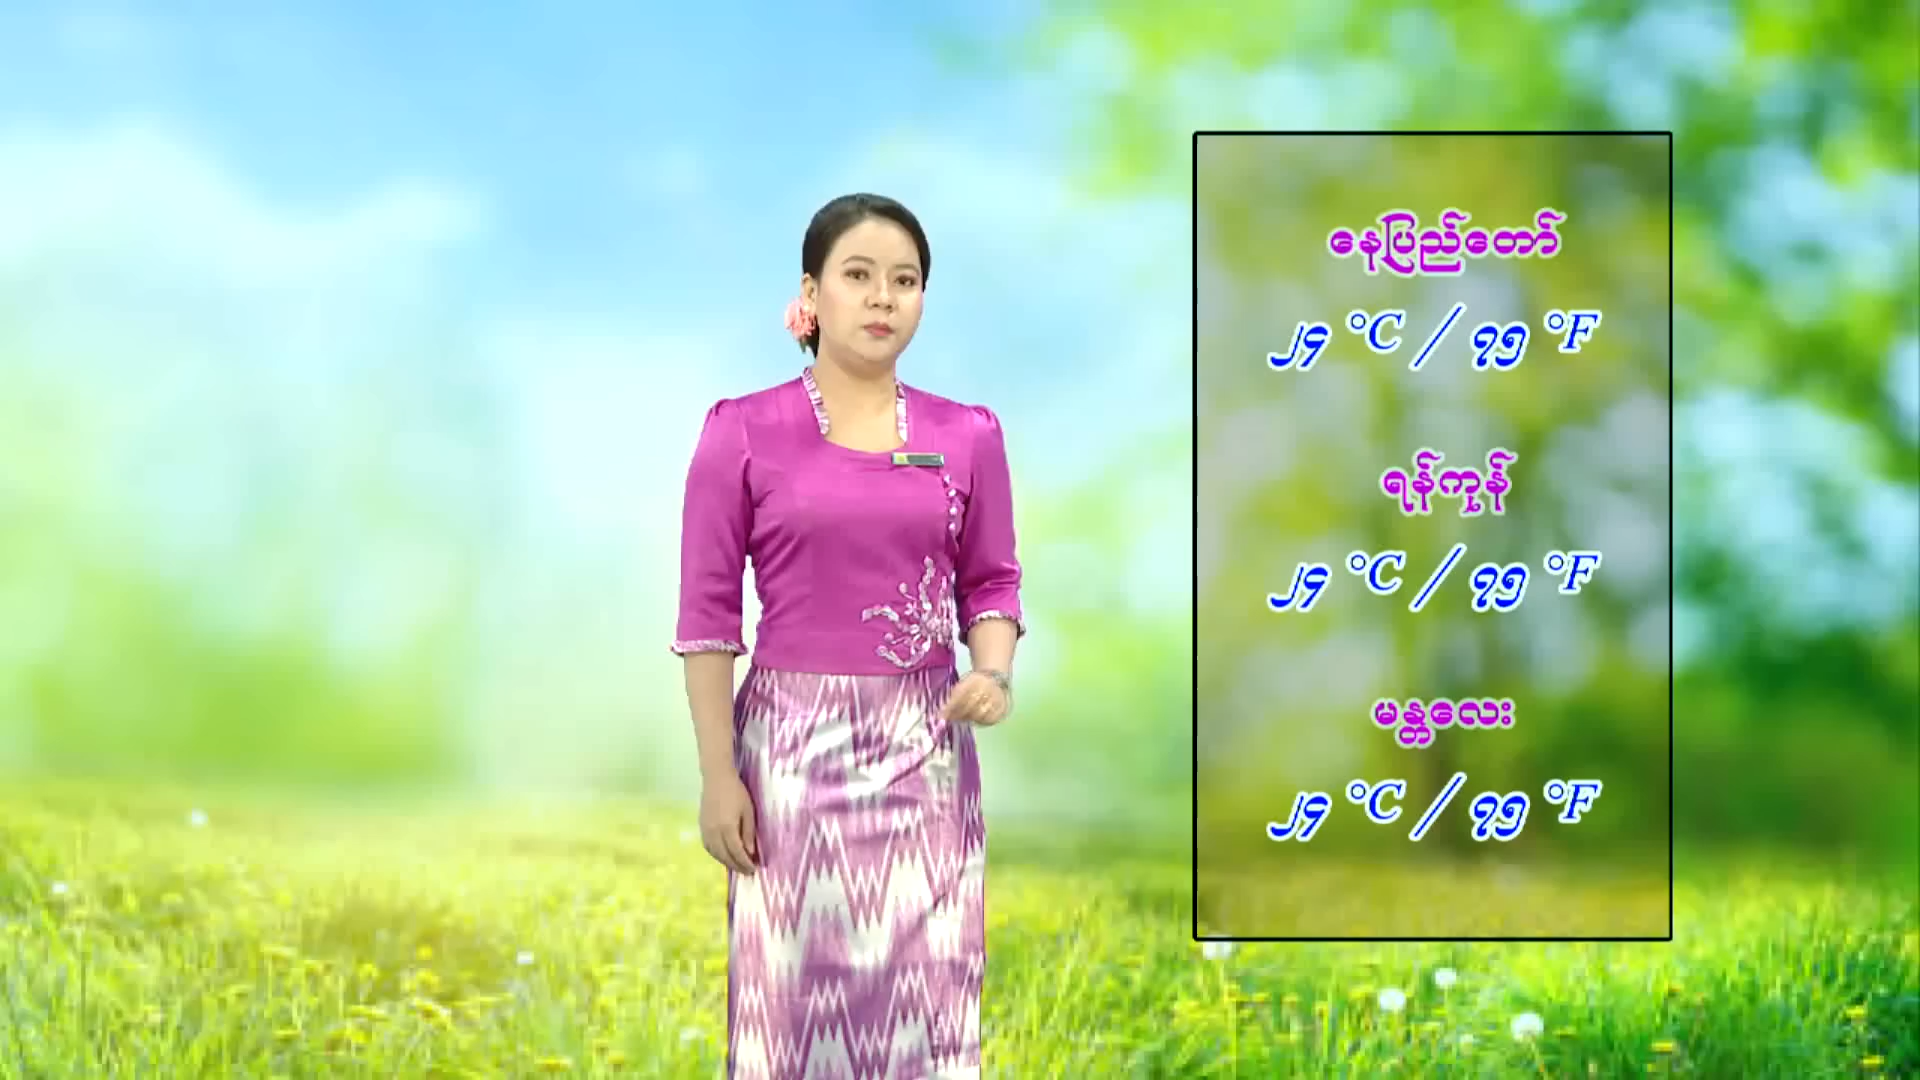 နေပြည်တော်
၂၄ °C / ၇၅ °F
ရန်ကုန်
၂၄ °C / ၇၅ °F
မန္တလေး
၂၄ °C / ၇၅ °F